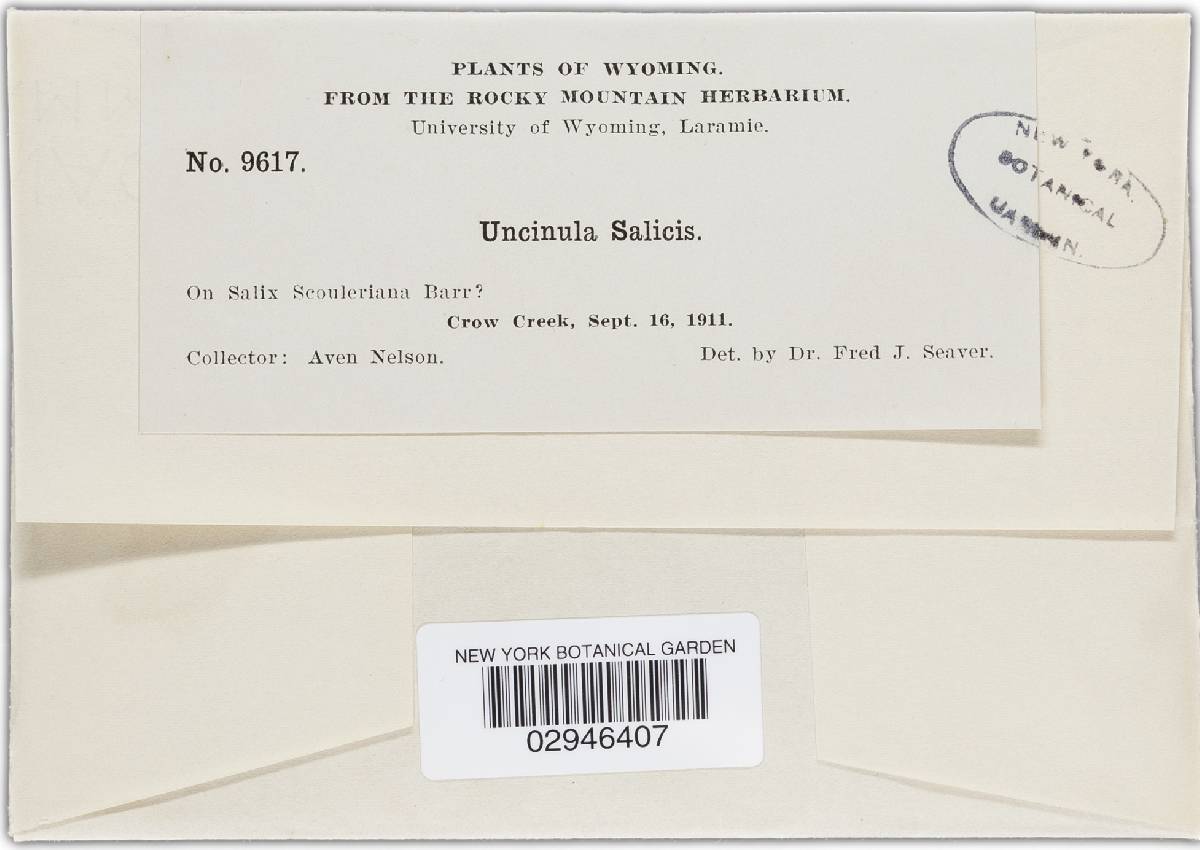 PLANTS OF WYOMING.
FROM THE ROCKY MOUNTAIN HERBARIUM.
University of Wyoming, Laramie.
No. 9617.
Uncinula Salicis.
On Salix Scouleriana Barr?
Crow Creek, Sept. 16, 1911.
Collector: Aven Nelson.
Det. by Dr. Fred J. Seaver.
NEW
BOTANICAL
NEW YORK BOTANICAL GARDEN
02946407